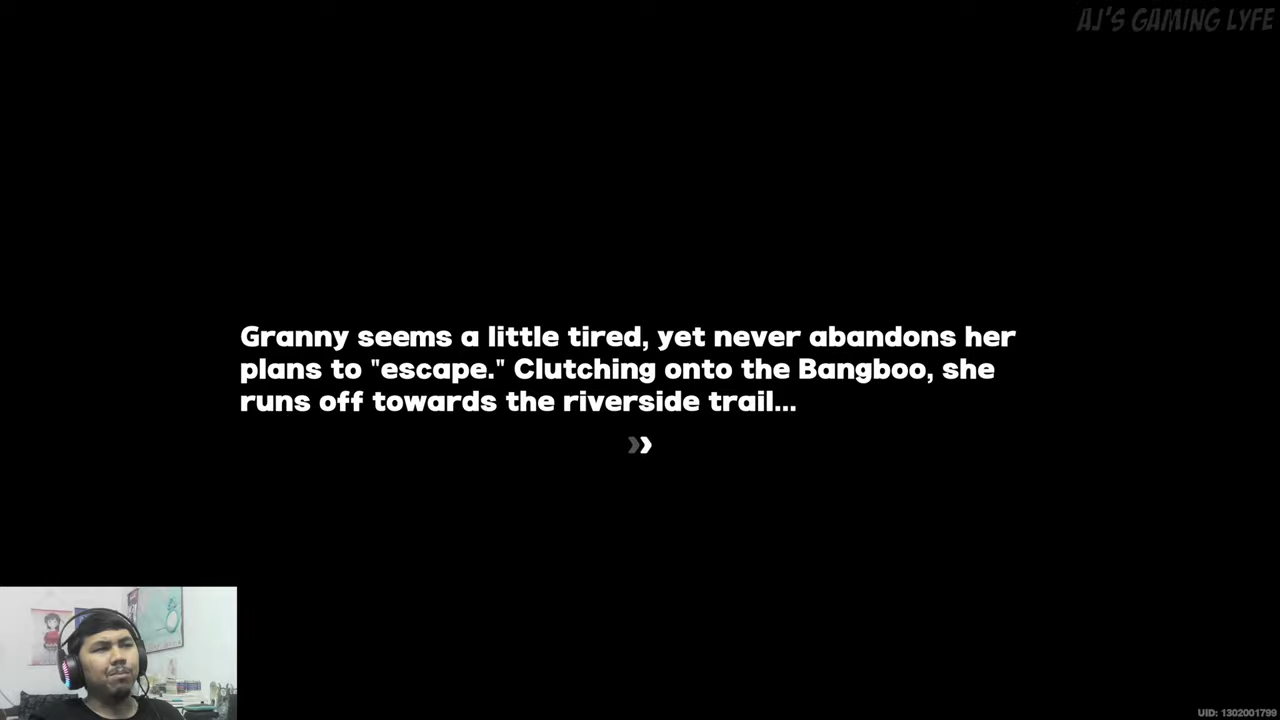 AJ'S GAMING LYFE
Granny seems a little tired, yet never abandons her
plans to "escape." Clutching onto the Bangboo, she
runs off towards the riverside trail...
UID: 1302001799